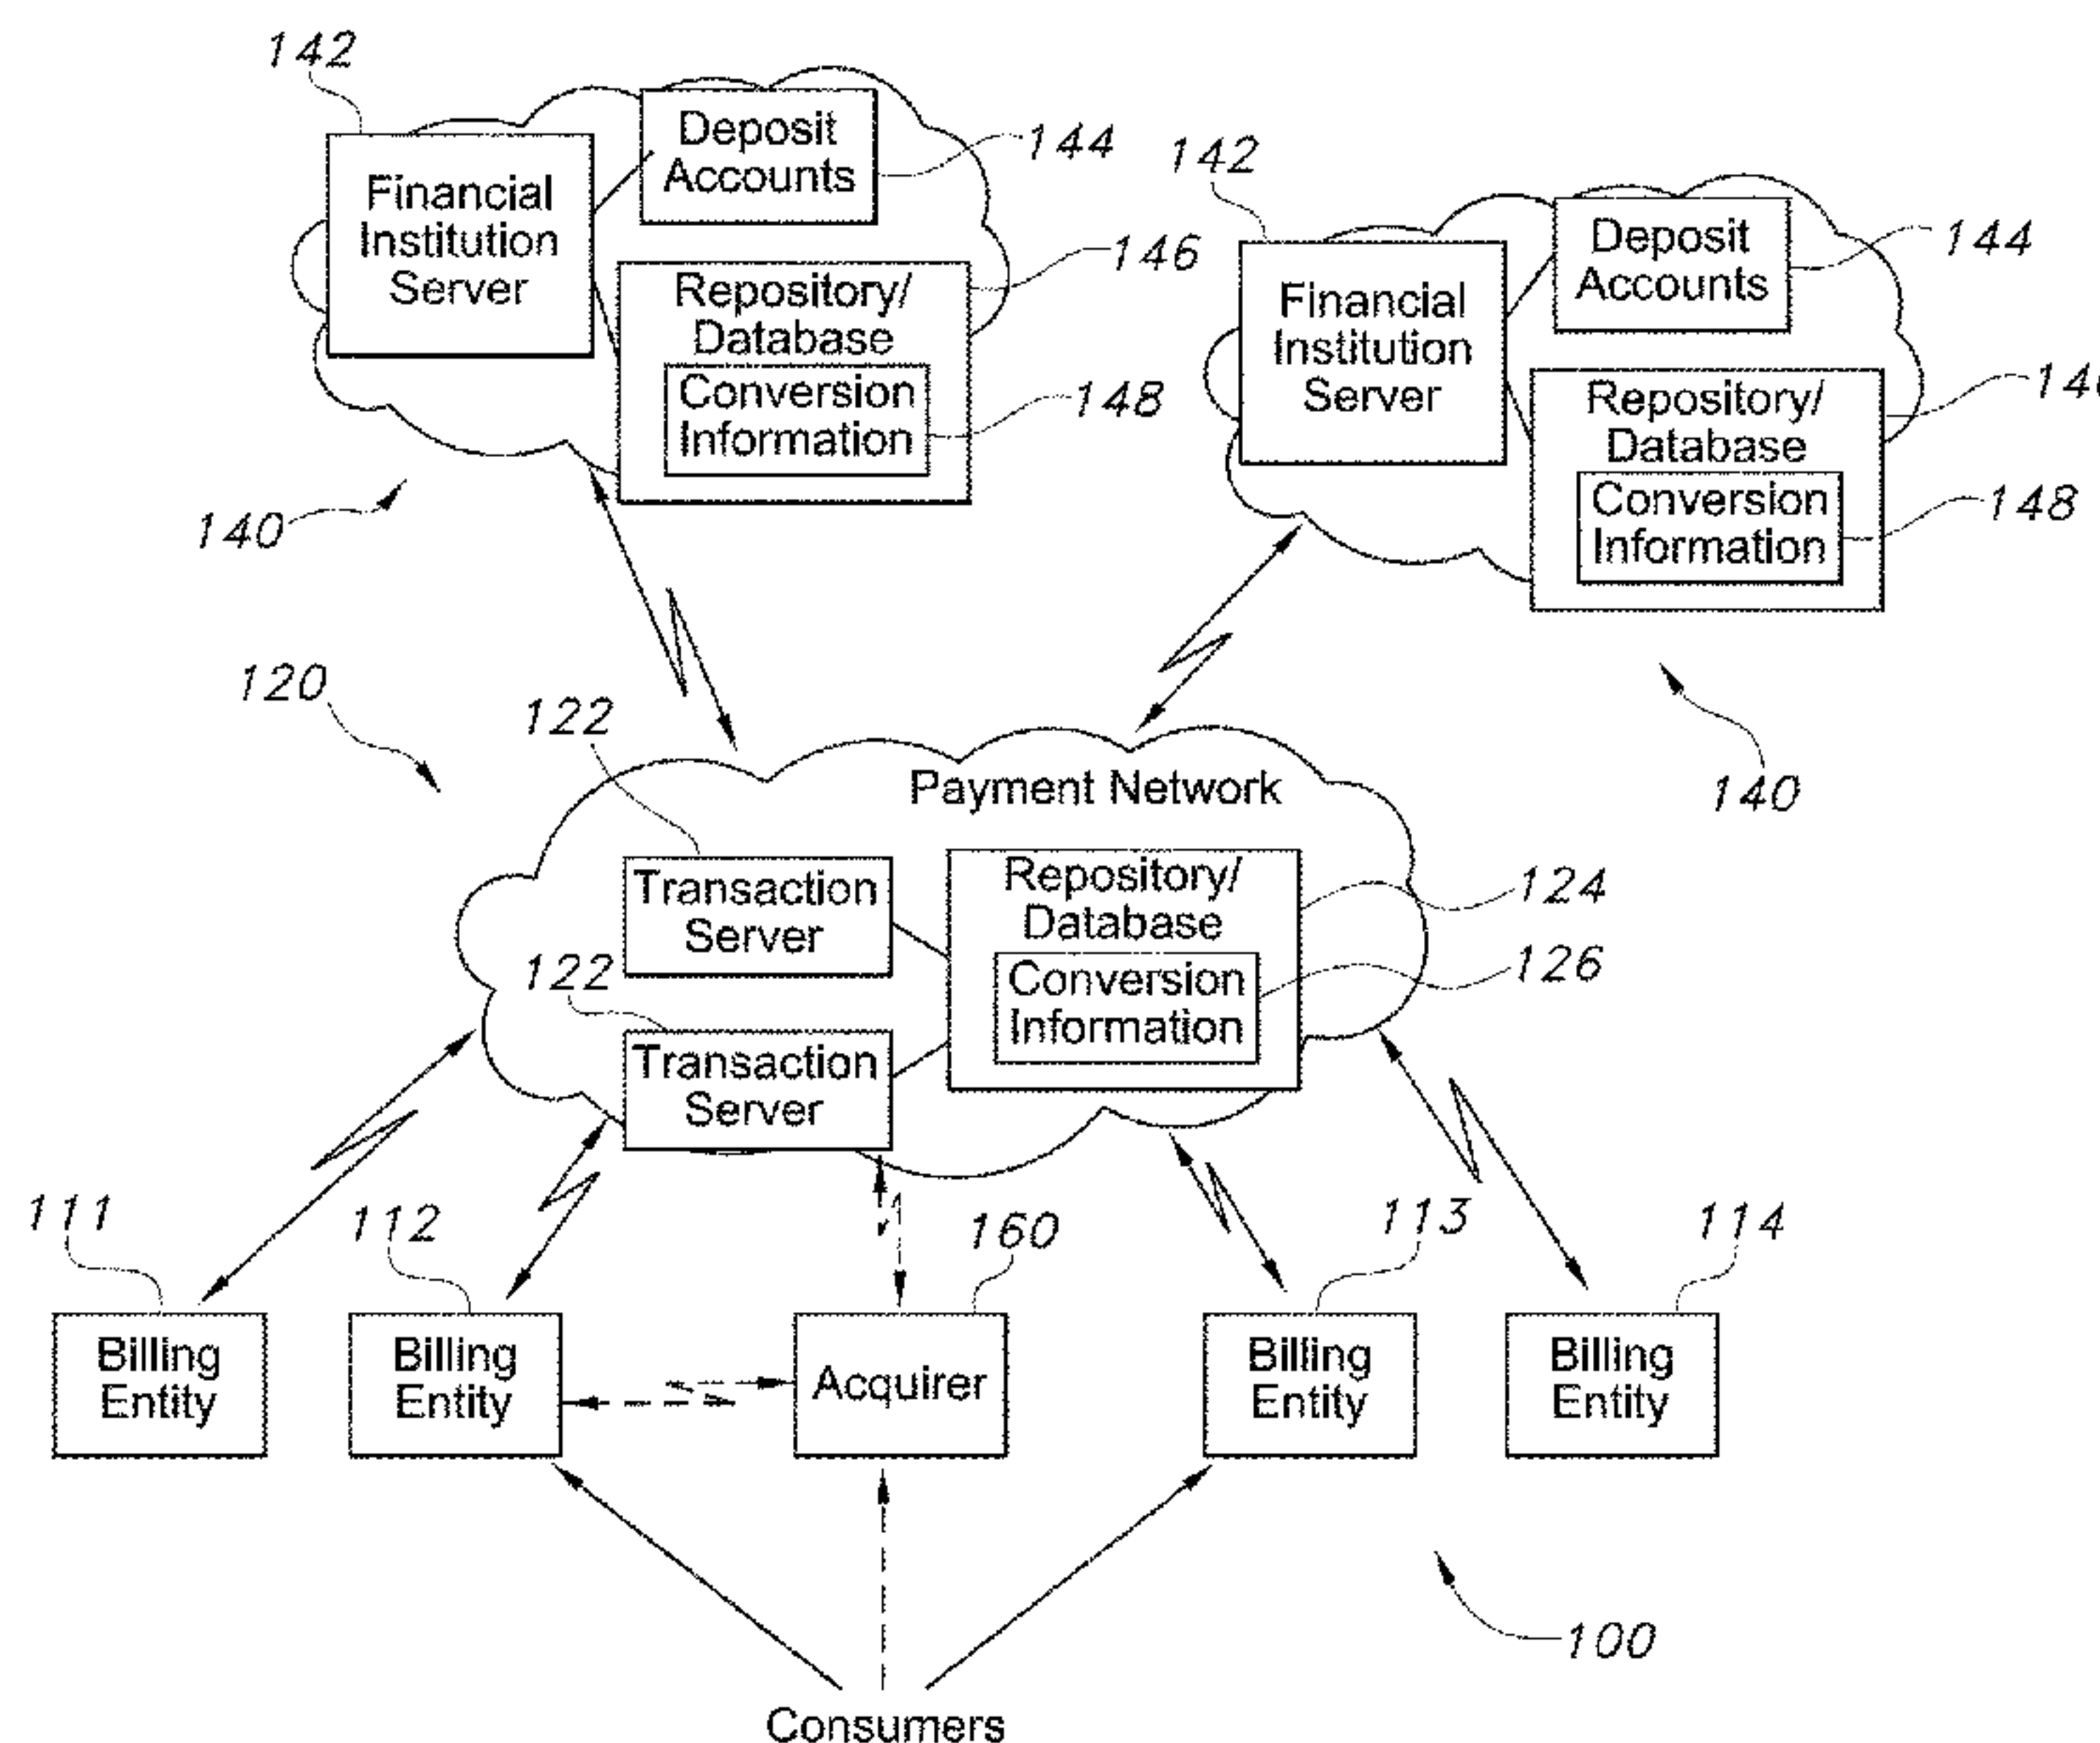 142
Deposit
Accounts
144
Financial
Institution
Server
146
Repository/
Database
Conversion
Information
148
140
142
Deposit
Accounts
144
Financial
Institution
Server
Repository/
Database
Conversion
Information
148
140
120
122
Payment Network
Transaction
Server
Repository/
Database
124
122
Conversion
Information
126
Transaction
Server
111
112
160
113
114
Billing
Entity
Billing
Entity
Acquirer
Billing
Entity
Billing
Entity
100
Consumers